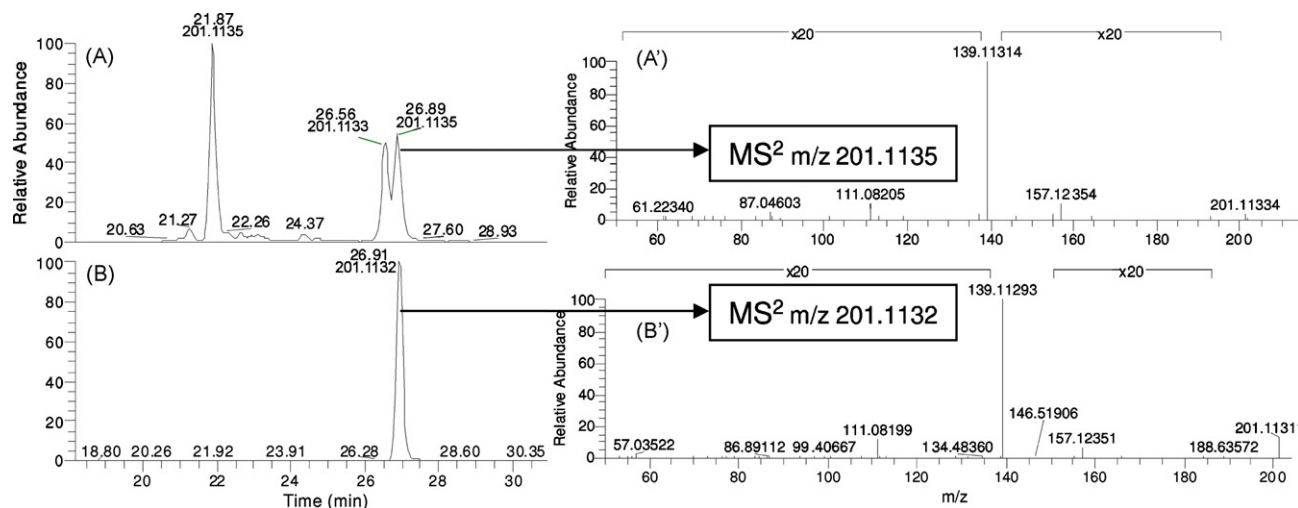 21.87
201.1135
100
(A)
80
26.56
201.1133
26.89
201.1135
60
40
20
0
20.63
21.27
22.26
24.37
27.60
28.93
Relative Abundance
x20
x20
139.11314
100
(A')
80
60
40
20
0
MS² m/z 201.1135
61.22340
87.04603
111.08205
157.12354
201.11334
60 80 100 120 140 160 180 200
Relative Abundance
26.91
201.1132
100
(B)
80
60
40
20
0
18.80 20.26 21.92 23.91 26.28 28.60 30.35
20 22 24 26 28 30
Time (min)
Relative Abundance
x20
x20
139.11293
100
80
60
40
20
0
MS² m/z 201.1132
(B')
57.03522
86.89112
99.40667
111.08199
134.48360
146.51906
157.12351
188.63572
60 80 100 120 140 160 180 200
m/z
Relative Abundance